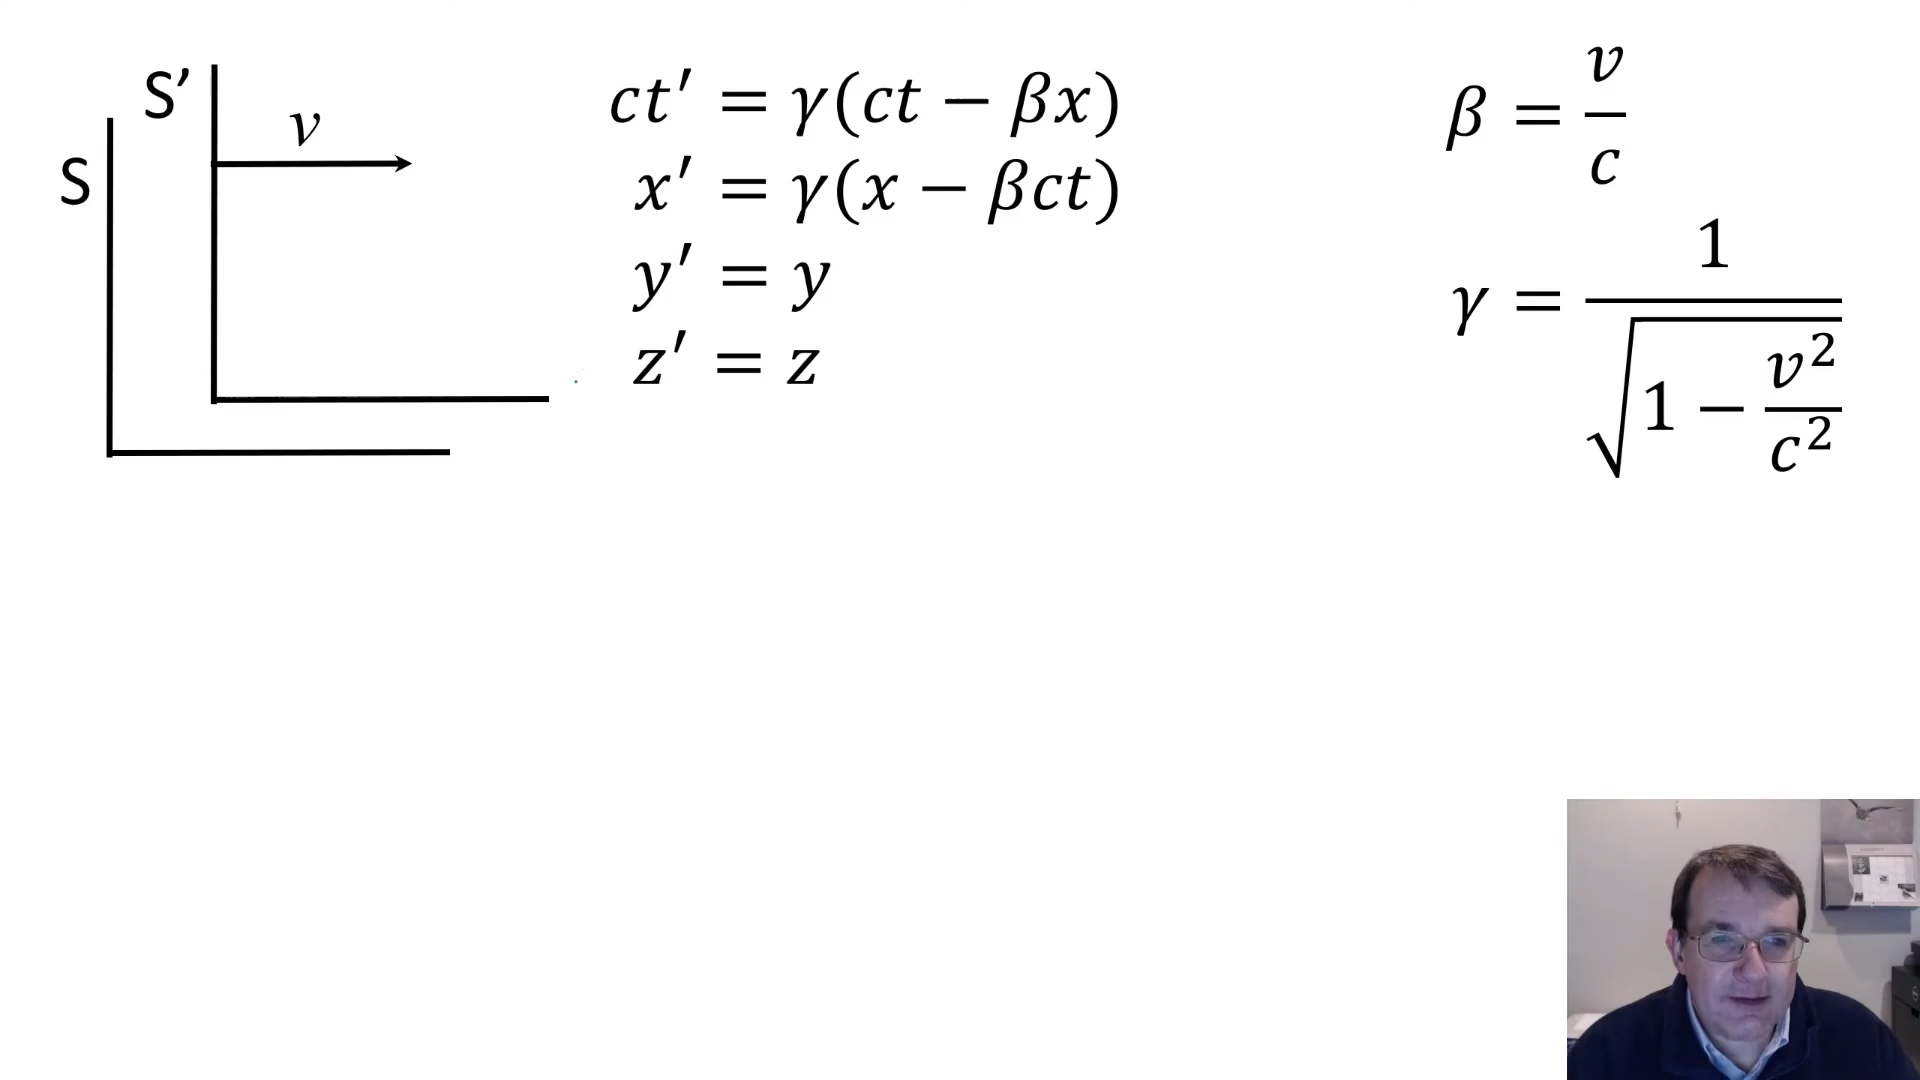 S’
v
S
ct′ = γ(ct − βx)
x′ = γ(x − βct)
y′ = y
z′ = z
β = v/c
γ = 1/√(1 − v²/c²)